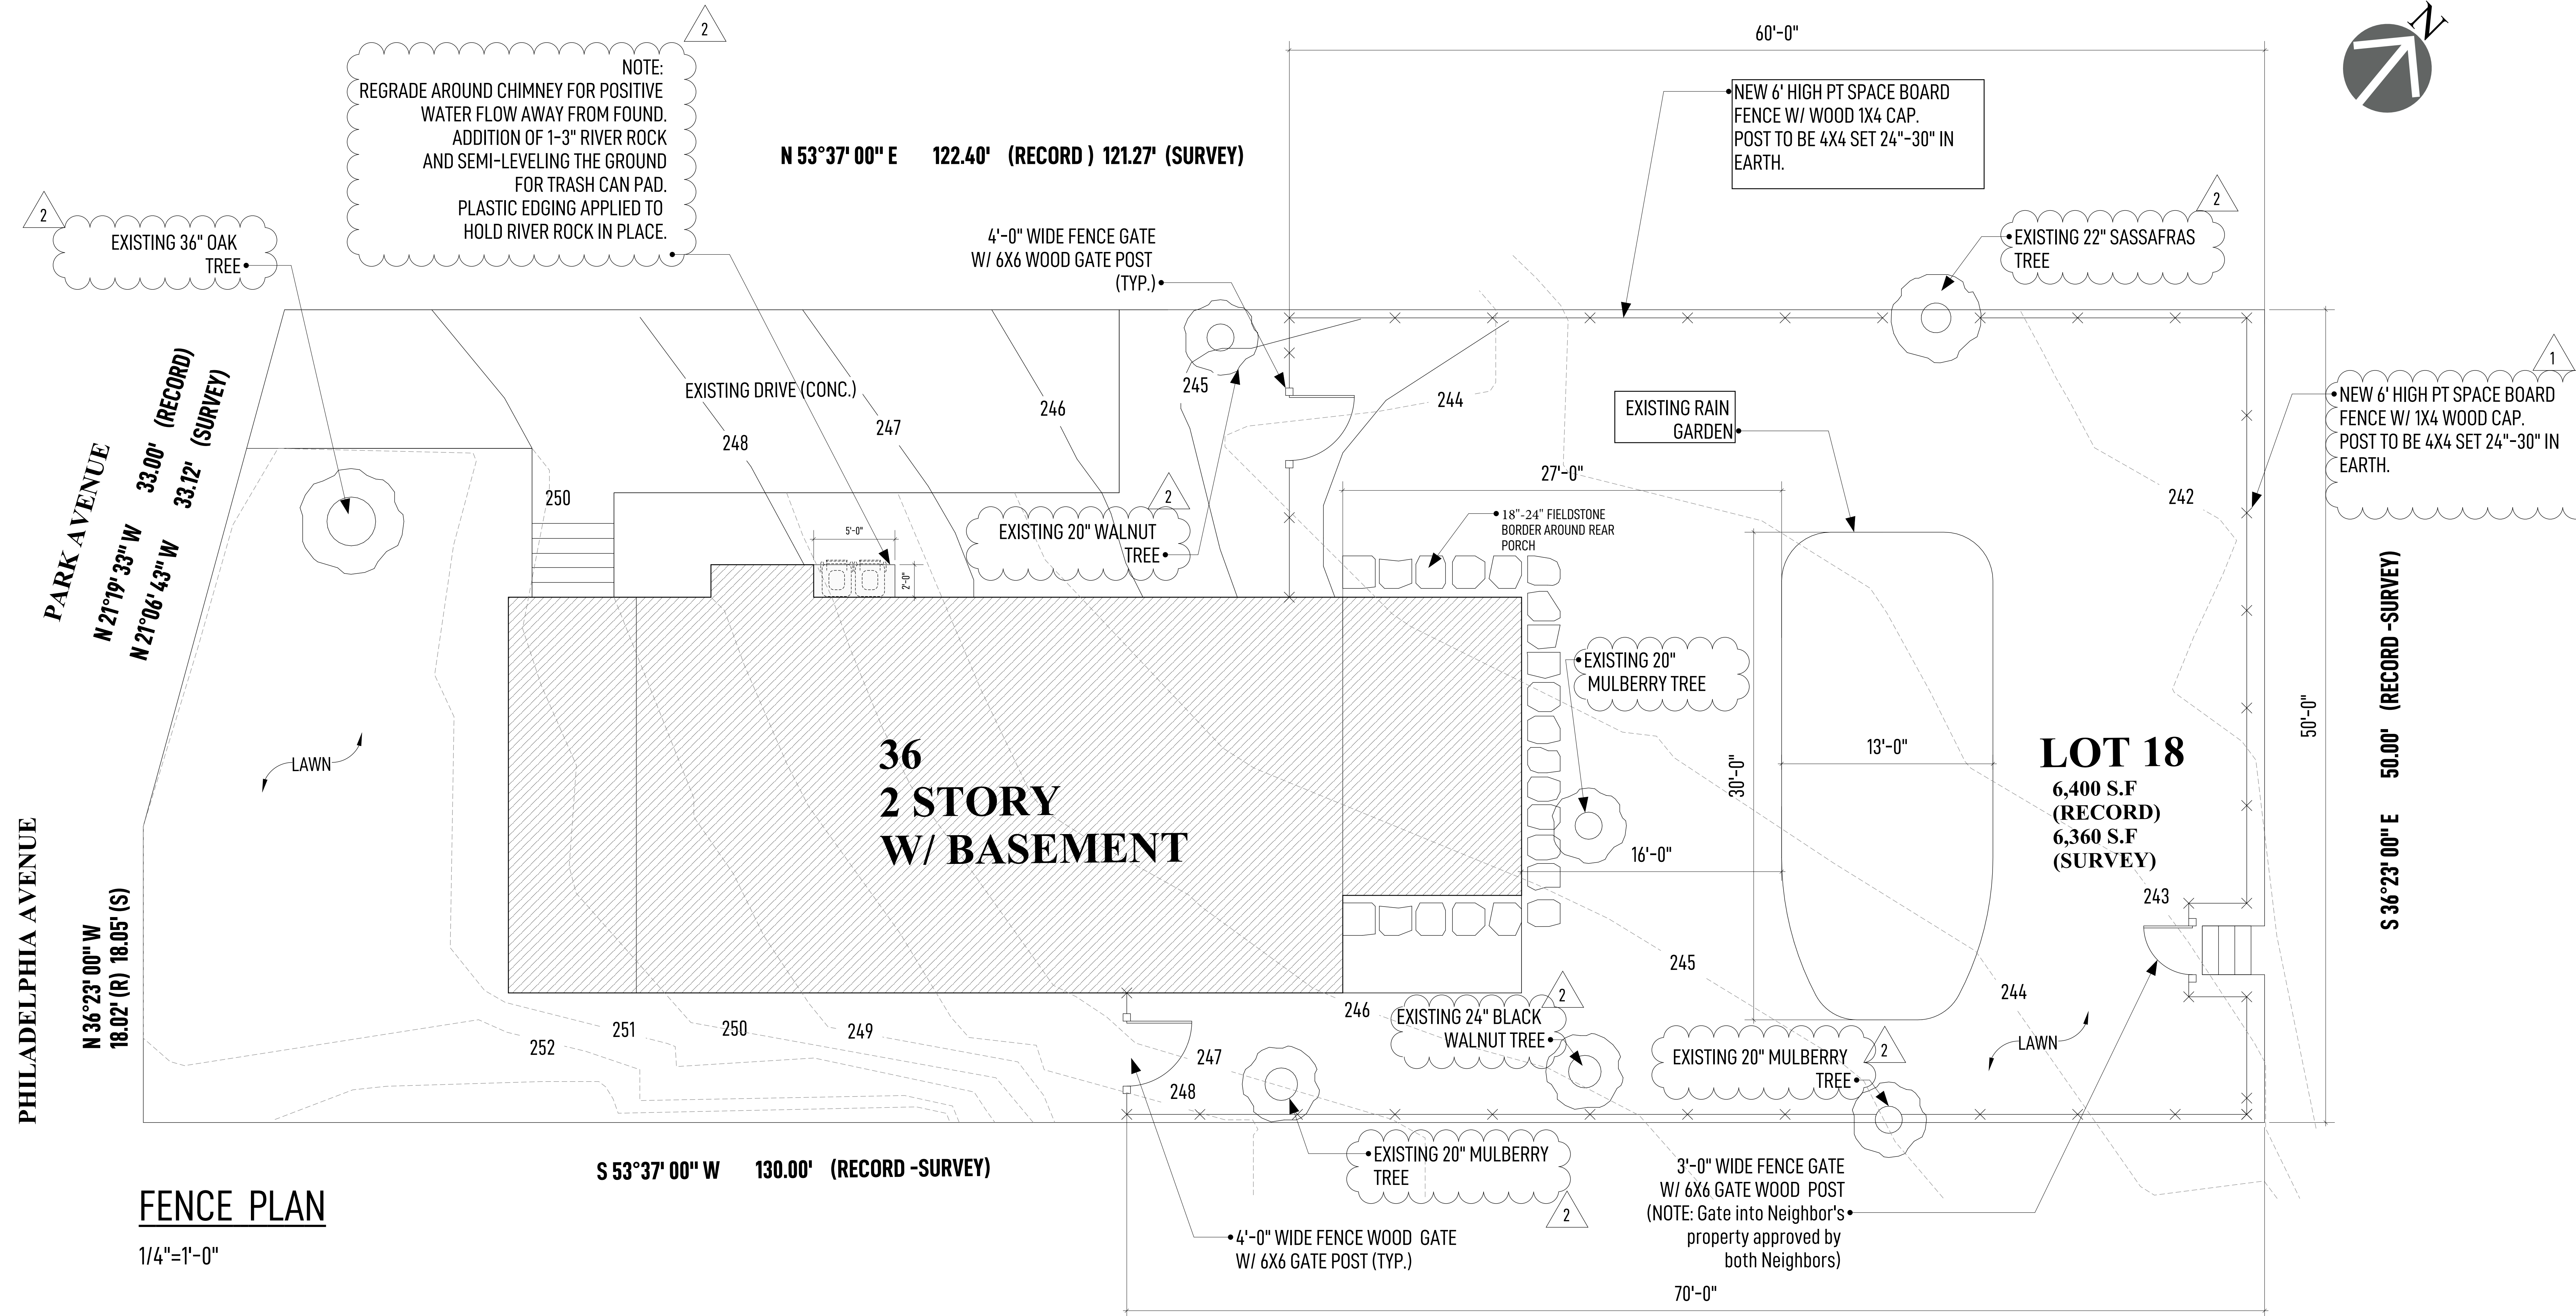 N
60'-0"
2
NOTE:
REGRADE AROUND CHIMNEY FOR POSITIVE
WATER FLOW AWAY FROM FOUND.
ADDITION OF 1-3" RIVER ROCK
AND SEMI-LEVELING THE GROUND
FOR TRASH CAN PAD.
PLASTIC EDGING APPLIED TO
HOLD RIVER ROCK IN PLACE.
N 53°37' 00" E 122.40' (RECORD ) 121.27' (SURVEY)
NEW 6' HIGH PT SPACE BOARD
FENCE W/ WOOD 1X4 CAP.
POST TO BE 4X4 SET 24"-30" IN
EARTH.
2
EXISTING 36" OAK
TREE
4'-0" WIDE FENCE GATE
W/ 6X6 WOOD GATE POST
(TYP.)
2
EXISTING 22" SASSAFRAS
TREE
1
NEW 6' HIGH PT SPACE BOARD
FENCE W/ 1X4 WOOD CAP.
POST TO BE 4X4 SET 24"-30" IN
EARTH.
PARK AVENUE
N 21°19' 33" W 33.00' (RECORD)
N 21°06' 43" W 33.12' (SURVEY)
EXISTING DRIVE (CONC.)
250
248
247
246
245
244
242
EXISTING RAIN
GARDEN
27'-0"
2
EXISTING 20" WALNUT
TREE
5'-0"
2'-0"
18"-24" FIELDSTONE
BORDER AROUND REAR
PORCH
EXISTING 20"
MULBERRY TREE
LAWN
36
2 STORY
W/ BASEMENT
30'-0"
13'-0"
16'-0"
LOT 18
6,400 S.F
(RECORD)
6,360 S.F
(SURVEY)
50'-0"
S 36°23' 00" E 50.00' (RECORD -SURVEY)
PHILADELPHIA AVENUE
N 36°23' 00" W
18.02' (R) 18.05' (S)
243
245
244
246
252
251
250
249
247
248
2
EXISTING 24" BLACK
WALNUT TREE
2
EXISTING 20" MULBERRY
TREE
LAWN
EXISTING 20" MULBERRY
TREE
2
S 53°37' 00" W 130.00' (RECORD -SURVEY)
3'-0" WIDE FENCE GATE
W/ 6X6 GATE WOOD POST
(NOTE: Gate into Neighbor's
property approved by
both Neighbors)
4'-0" WIDE FENCE WOOD GATE
W/ 6X6 GATE POST (TYP.)
FENCE PLAN
1/4"=1'-0"
70'-0"